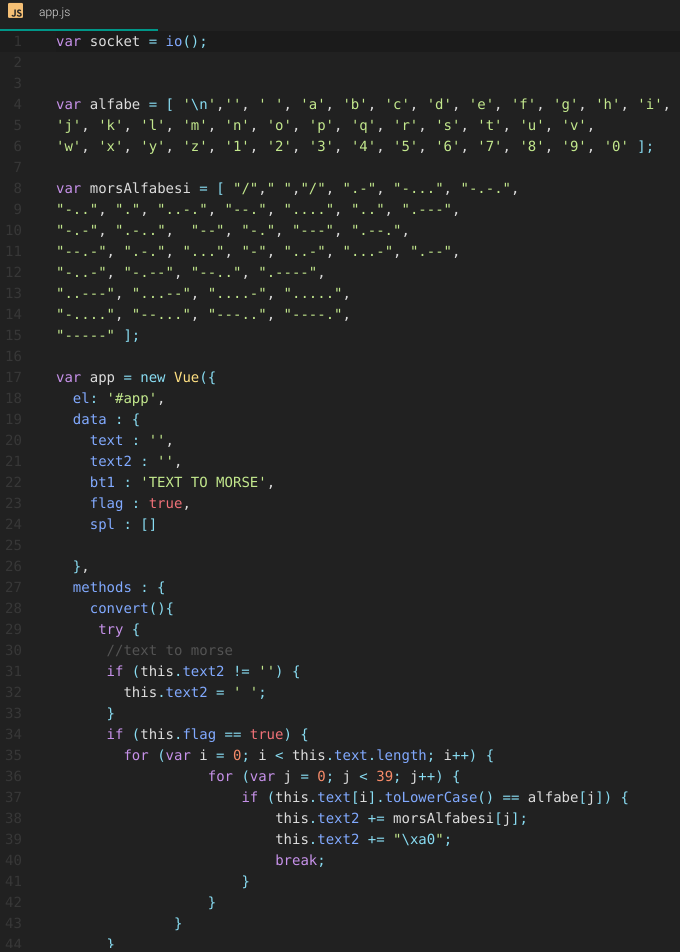 JS app.js
1 var socket = io();
2
3
4 var alfabe = [ '\n','', ' ', 'a', 'b', 'c', 'd', 'e', 'f', 'g', 'h', 'i',
5 'j', 'k', 'l', 'm', 'n', 'o', 'p', 'q', 'r', 's', 't', 'u', 'v',
6 'w', 'x', 'y', 'z', '1', '2', '3', '4', '5', '6', '7', '8', '9', '0' ];
7
8 var morsAlfabesi = [ "/"," ","/", ".-", "-...", "-.-.",
9 "-..", ".", "..-.", "--.", "....", "..", ".---",
10 "-.-", ".-..",  "--", "-.", "---", ".--.",
11 "--.-", ".-.", "...", "-", "..-", "...-", ".--",
12 "-..-", "-.--", "--..", ".----",
13 "..---", "...--", "....-", ".....",
14 "-....", "--...", "---..", "----.",
15 "-----" ];
16
17 var app = new Vue({
18 el: '#app',
19 data : {
20 text : '',
21 text2 : '',
22 bt1 : 'TEXT TO MORSE',
23 flag : true,
24 spl : []
25
26 },
27 methods : {
28 convert(){
29 try {
30 //text to morse
31 if (this.text2 != '') {
32 this.text2 = ' ';
33 }
34 if (this.flag == true) {
35 for (var i = 0; i < this.text.length; i++) {
36 for (var j = 0; j < 39; j++) {
37 if (this.text[i].toLowerCase() == alfabe[j]) {
38 this.text2 += morsAlfabesi[j];
39 this.text2 += "\xa0";
40 break;
41 }
42 }
43 }
44 }